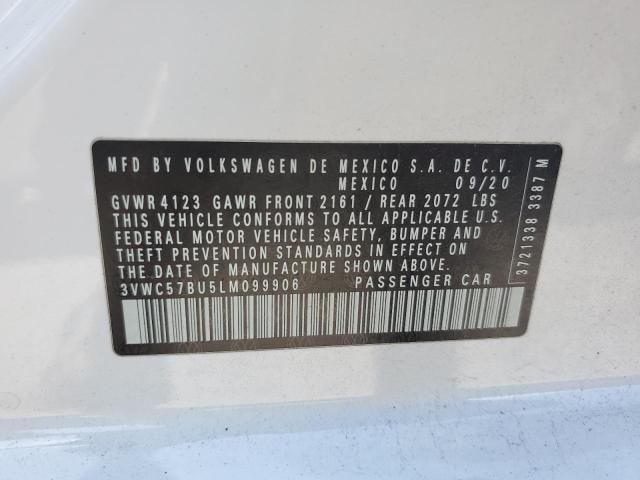 MFD BY VOLKSWAGEN DE MEXICO S.A. DE C.V.
MEXICO 09/20
GVWR 4123 GAWR FRONT 2161 / REAR 2072 LBS
THIS VEHICLE CONFORMS TO ALL APPLICABLE U.S.
FEDERAL MOTOR VEHICLE SAFETY, BUMPER AND
THEFT PREVENTION STANDARDS IN EFFECT ON
THE DATE OF MANUFACTURE SHOWN ABOVE.
3VWC57BU5LM099906 PASSENGER CAR
3721338 3387 M